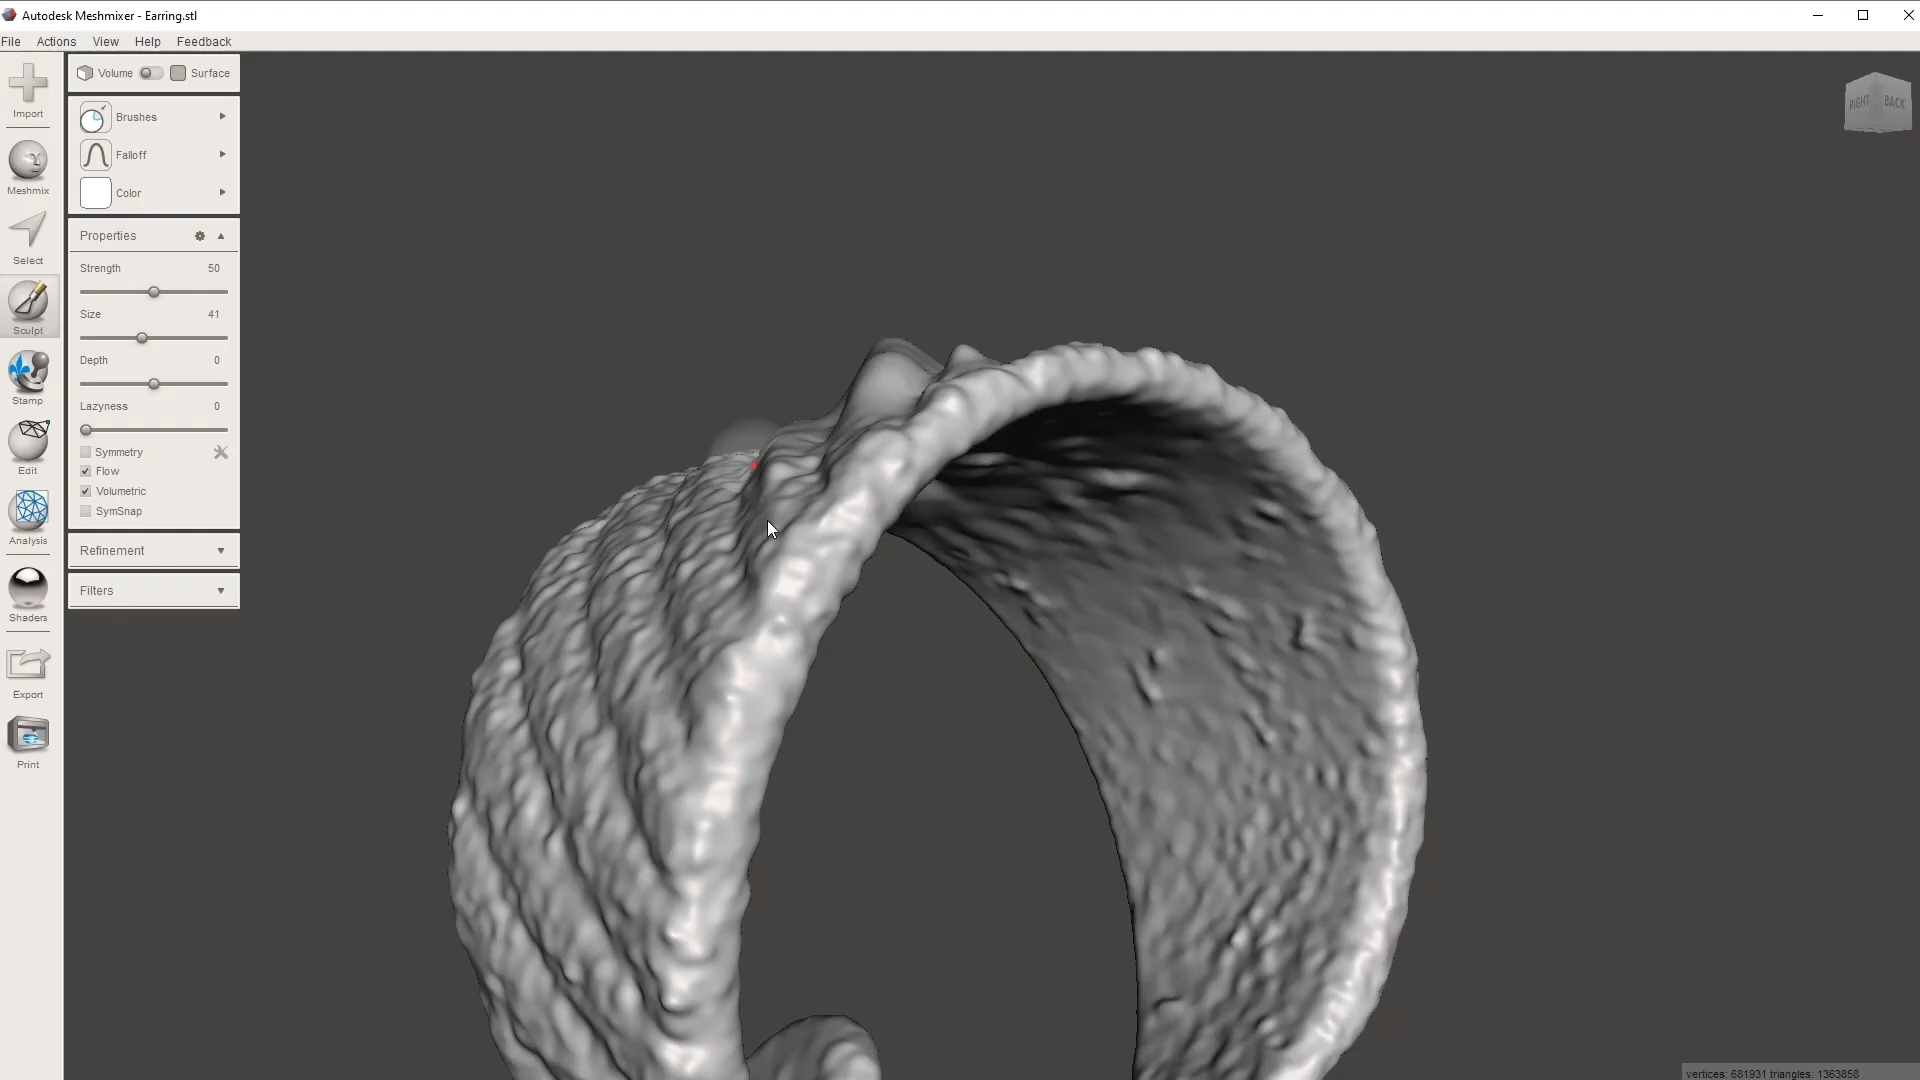 Autodesk Meshmixer - Earring.stl
File Actions View Help Feedback
Import
Meshmix
Select
Sculpt
Stamp
Edit
Analysis
Shaders
Export
Print
Volume Surface
Brushes
Falloff
Color
Properties
Strength 50
Size 41
Depth 0
Lazyness 0
Symmetry
Flow
Volumetric
SymSnap
Refinement
Filters
RIGHT BACK
vertices: 681931 triangles: 1363858